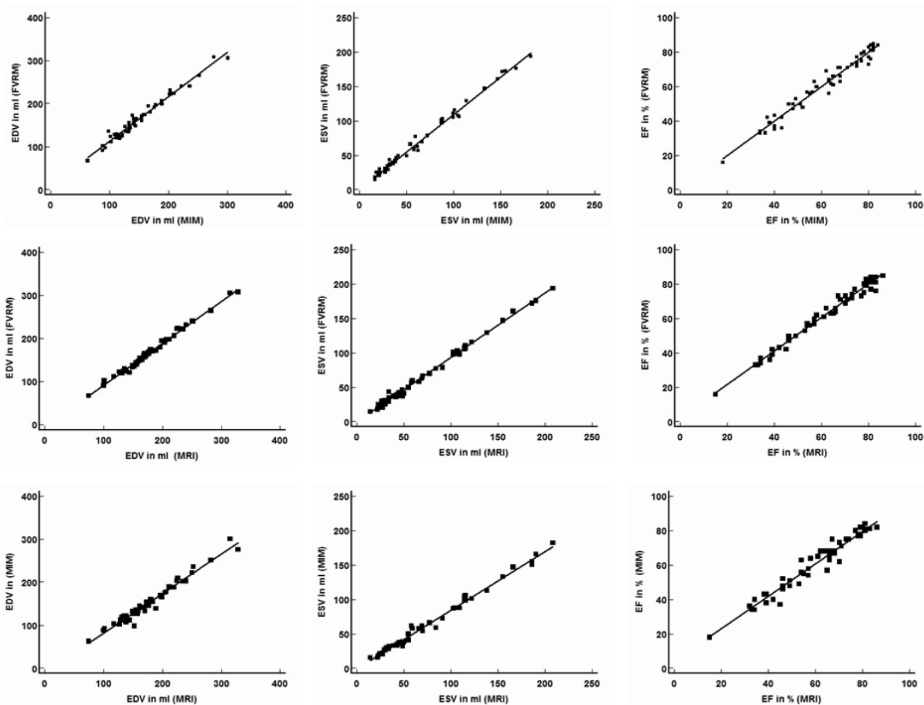 400
300
200
100
0
EDV in ml (FVRM)
0 100 200 300 400
EDV in ml (MIM)
250
200
150
100
50
0
ESV in ml (FVRM)
0 50 100 150 200 250
ESV in ml (MIM)
100
80
60
40
20
0
EF in % (FVRM)
0 20 40 60 80 100
EF in % (MIM)
400
300
200
100
0
EDV in ml (FVRM)
0 100 200 300 400
EDV in ml (MRI)
250
200
150
100
50
0
ESV in ml (FVRM)
0 50 100 150 200 250
ESV in ml (MRI)
100
80
60
40
20
0
EF in % (FVRM)
0 20 40 60 80 100
EF in % (MRI)
400
300
200
100
0
EDV in ml (MIM)
0 100 200 300 400
EDV in ml (MRI)
250
200
150
100
50
0
ESV in ml (MIM)
0 50 100 150 200 250
ESV in ml (MRI)
100
80
60
40
20
0
EF in % (MIM)
0 20 40 60 80 100
EF in % (MRI)